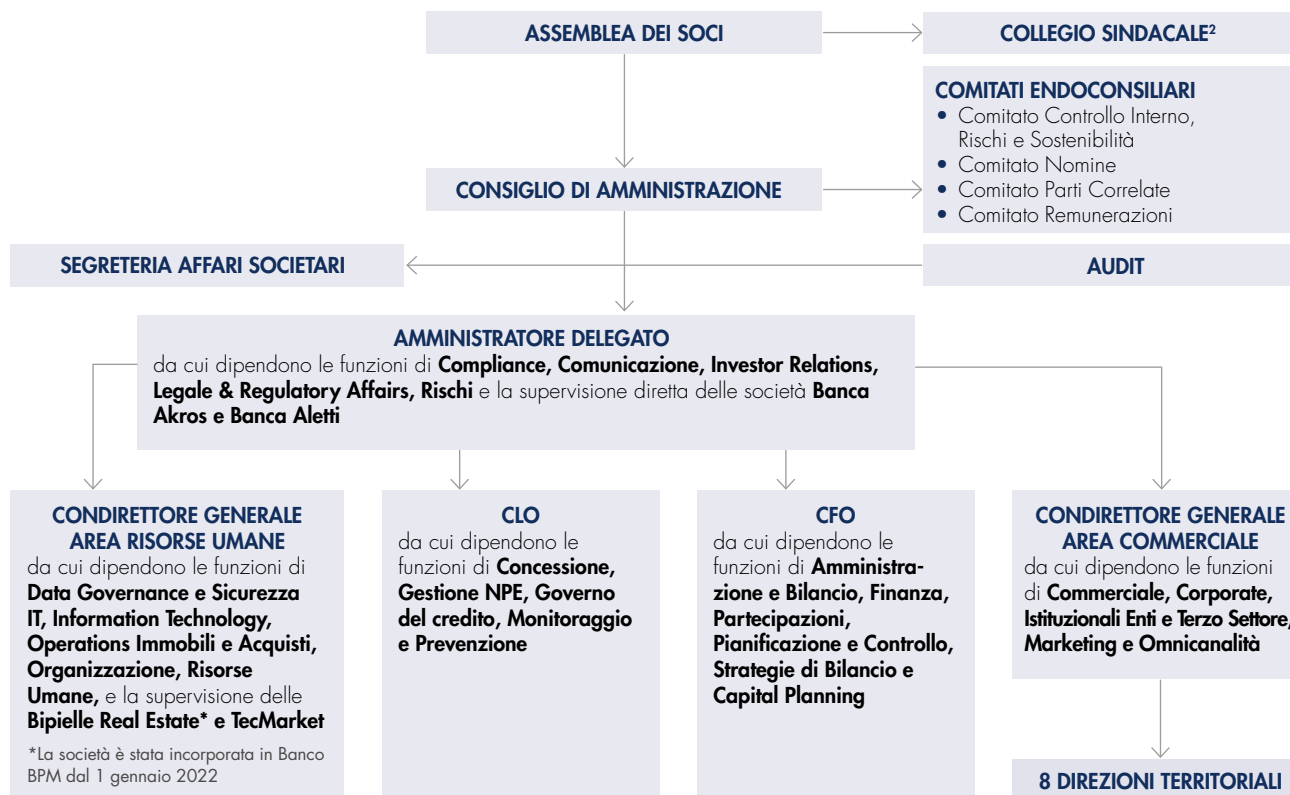 ASSEMBLEA DEI SOCI
COLLEGIO SINDACALE²
COMITATI ENDOCONSILIARI
• Comitato Controllo Interno,
Rischi e Sostenibilità
• Comitato Nomine
• Comitato Parti Correlate
• Comitato Remunerazioni
CONSIGLIO DI AMMINISTRAZIONE
SEGRETERIA AFFARI SOCIETARI
AUDIT
AMMINISTRATORE DELEGATO
da cui dipendono le funzioni di Compliance, Comunicazione, Investor Relations,
Legale & Regulatory Affairs, Rischi e la supervisione diretta delle società Banca
Akros e Banca Aletti
CONDIRETTORE GENERALE
AREA RISORSE UMANE
da cui dipendono le funzioni di
Data Governance e Sicurezza
IT, Information Technology,
Operations Immobili e Acquisti,
Organizzazione, Risorse
Umane, e la supervisione delle
Bipielle Real Estate* e TecMarket
*La società è stata incorporata in Banco
BPM dal 1 gennaio 2022
CLO
da cui dipendono le
funzioni di Concessione,
Gestione NPE, Governo
del credito, Monitoraggio
e Prevenzione
CFO
da cui dipendono le
funzioni di Amministra-
zione e Bilancio, Finanza,
Partecipazioni,
Pianificazione e Controllo,
Strategie di Bilancio e
Capital Planning
CONDIRETTORE GENERALE
AREA COMMERCIALE
da cui dipendono le funzioni
di Commerciale, Corporate,
Istituzionali Enti e Terzo Settore,
Marketing e Omnicanalità
8 DIREZIONI TERRITORIALI